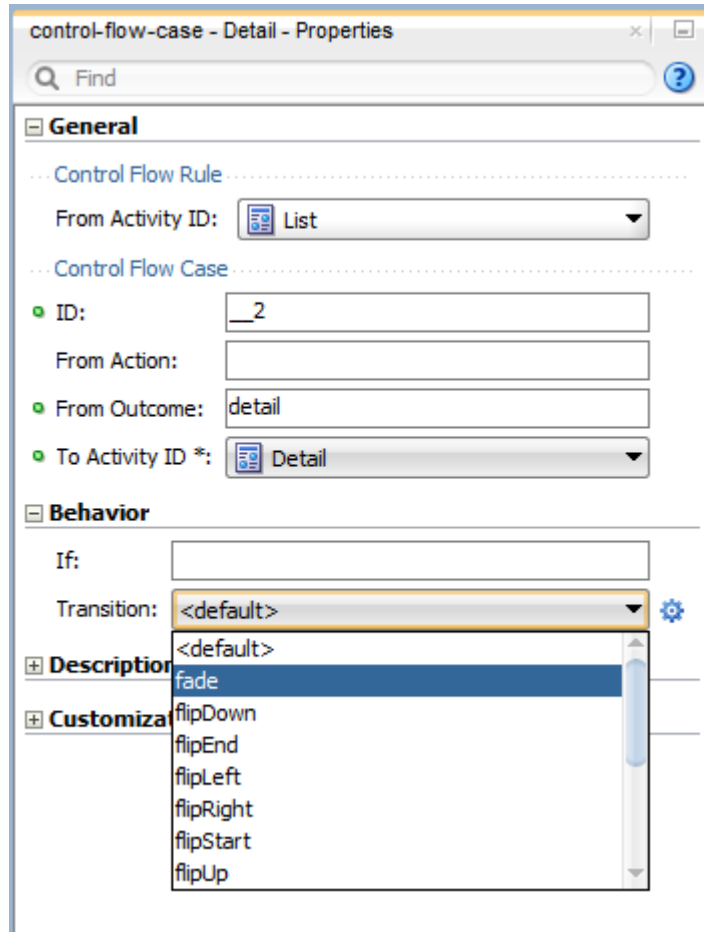 control-flow-case - Detail - Properties
Find
General
Control Flow Rule
From Activity ID: List
Control Flow Case
ID: __2
From Action:
From Outcome: detail
To Activity ID *: Detail
Behavior
If:
Transition: <default>
<default>
Description
fade
flipDown
Customizat
flipEnd
flipLeft
flipRight
flipStart
flipUp